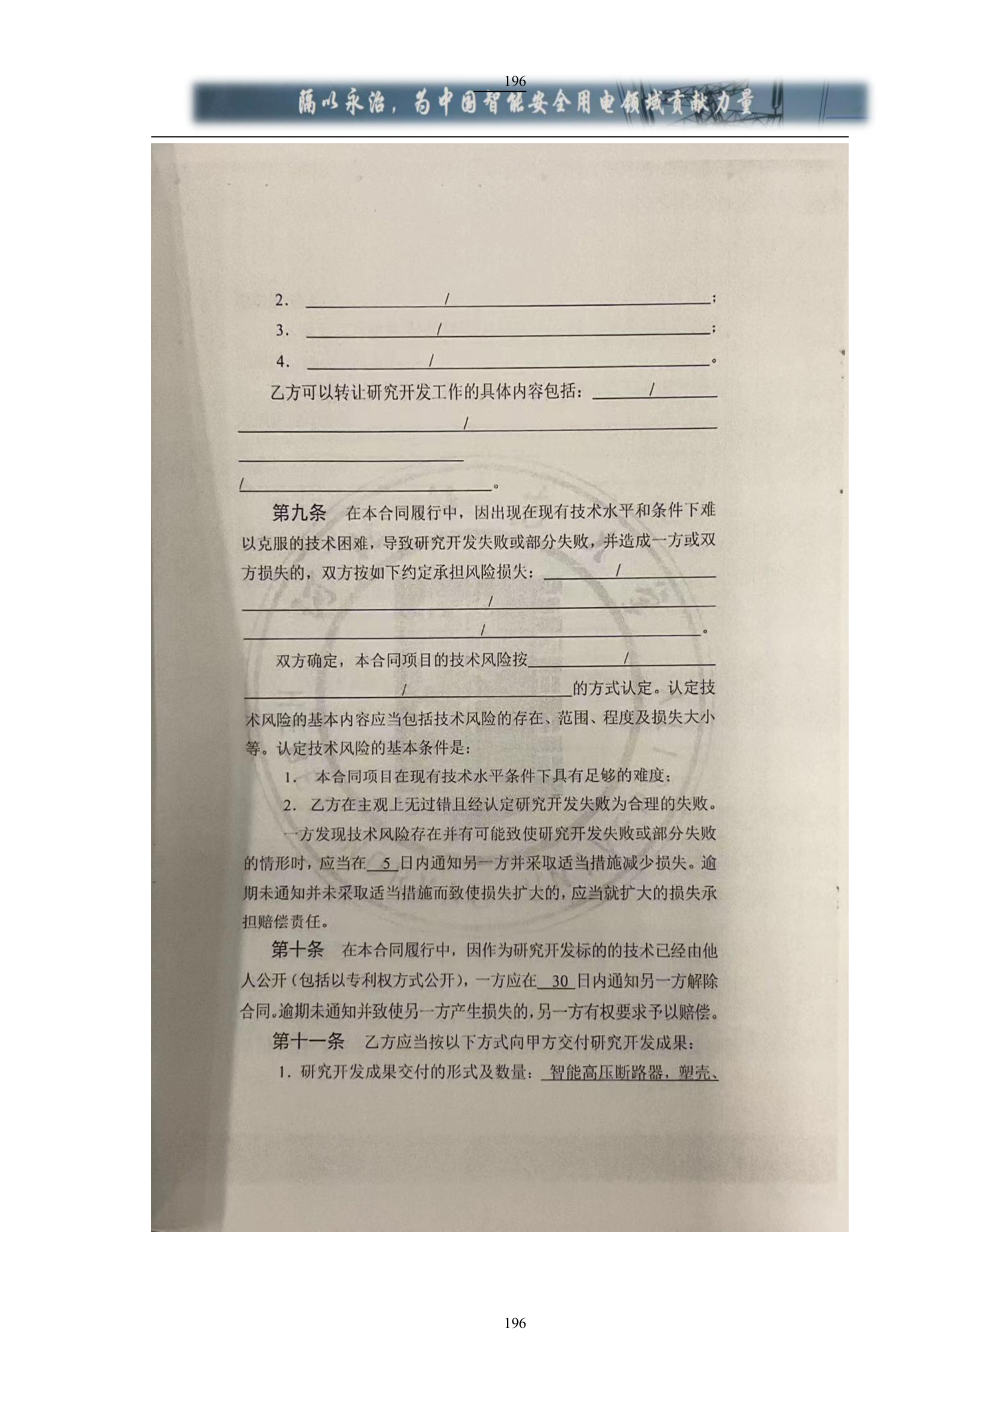 196
隔以永治，为中国智能安全用电领域贡献力量
2. /；
3. /；
4. /。
乙方可以转让研究开发工作的具体内容包括： /
/
/。
第九条 在本合同履行中，因出现在现有技术水平和条件下难
以克服的技术困难，导致研究开发失败或部分失败，并造成一方或双
方损失的，双方按如下约定承担风险损失： /
/
/。
双方确定，本合同项目的技术风险按 /
/ 的方式认定。认定技
术风险的基本内容应当包括技术风险的存在、范围、程度及损失大小
等。认定技术风险的基本条件是：
1. 本合同项目在现有技术水平条件下具有足够的难度；
2. 乙方在主观上无过错且经认定研究开发失败为合理的失败。
一方发现技术风险存在并有可能致使研究开发失败或部分失败
的情形时，应当在 5 日内通知另一方并采取适当措施减少损失。逾
期未通知并未采取适当措施而致使损失扩大的，应当就扩大的损失承
担赔偿责任。
第十条 在本合同履行中，因作为研究开发标的的技术已经由他
人公开（包括以专利权方式公开），一方应在 30 日内通知另一方解除
合同。逾期未通知并致使另一方产生损失的，另一方有权要求予以赔偿。
第十一条 乙方应当按以下方式向甲方交付研究开发成果：
1. 研究开发成果交付的形式及数量： 智能高压断路器，塑壳、
196